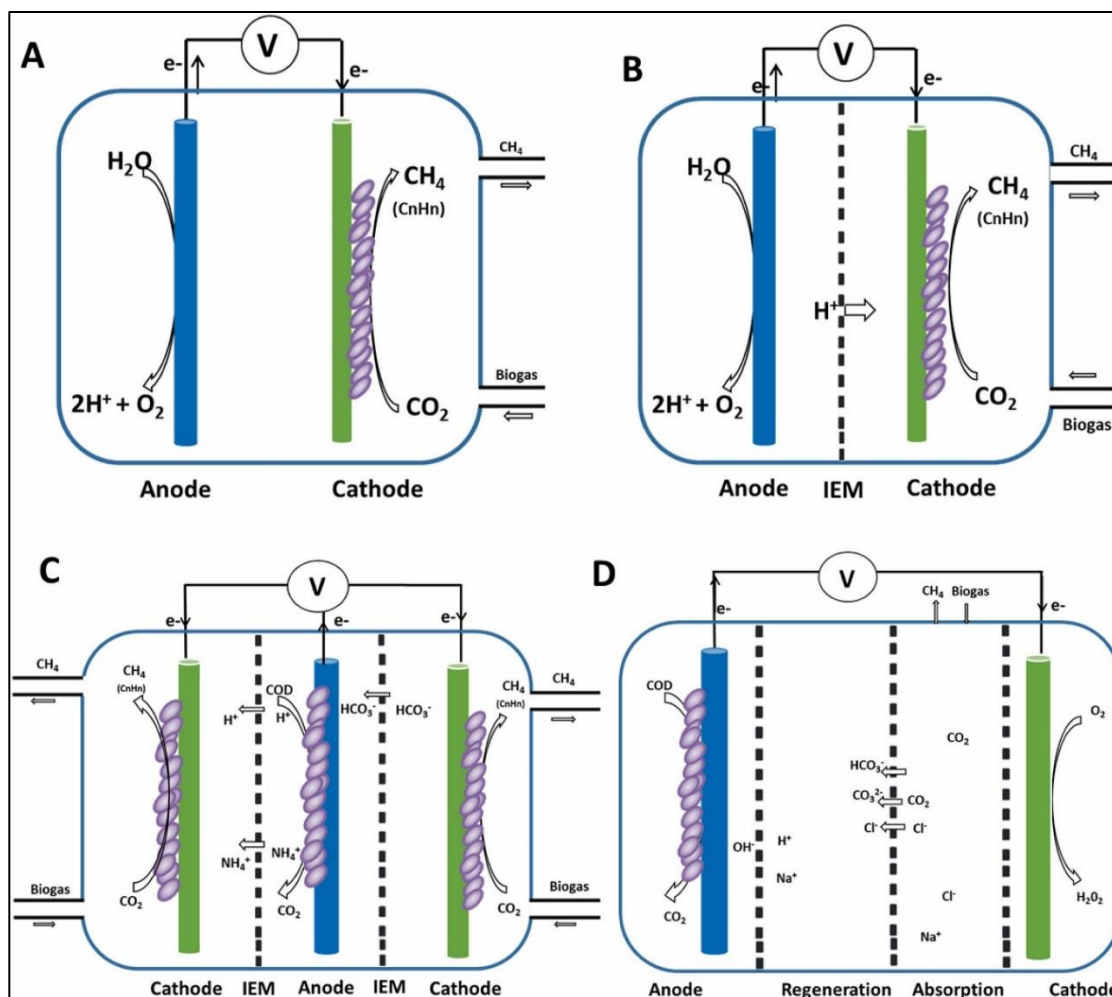 A
V
e-
e-
H₂O
CH₄
(CnHn)
CH₄
Biogas
2H⁺ + O₂
CO₂
Anode
Cathode
B
V
e-
e-
H₂O
CH₄
(CnHn)
CH₄
H⁺
2H⁺ + O₂
CO₂
Biogas
Anode
IEM
Cathode
C
V
e-
e-
e-
CH₄
CH₄
(CnHn)
COD
H⁺
H⁺
HCO₃⁻
HCO₃⁻
CH₄
(CnHn)
CH₄
NH₄⁺
NH₄⁺
Biogas
CO₂
CO₂
CO₂
Biogas
Cathode
IEM
Anode
IEM
Cathode
D
V
e-
e-
CH₄
Biogas
COD
O₂
CO₂
HCO₃⁻
CO₃²⁻
CO₂
Cl⁻
Cl⁻
OH⁻
H⁺
Na⁺
CO₂
Cl⁻
Na⁺
H₂0₂
Anode
Regeneration
Absorption
Cathode